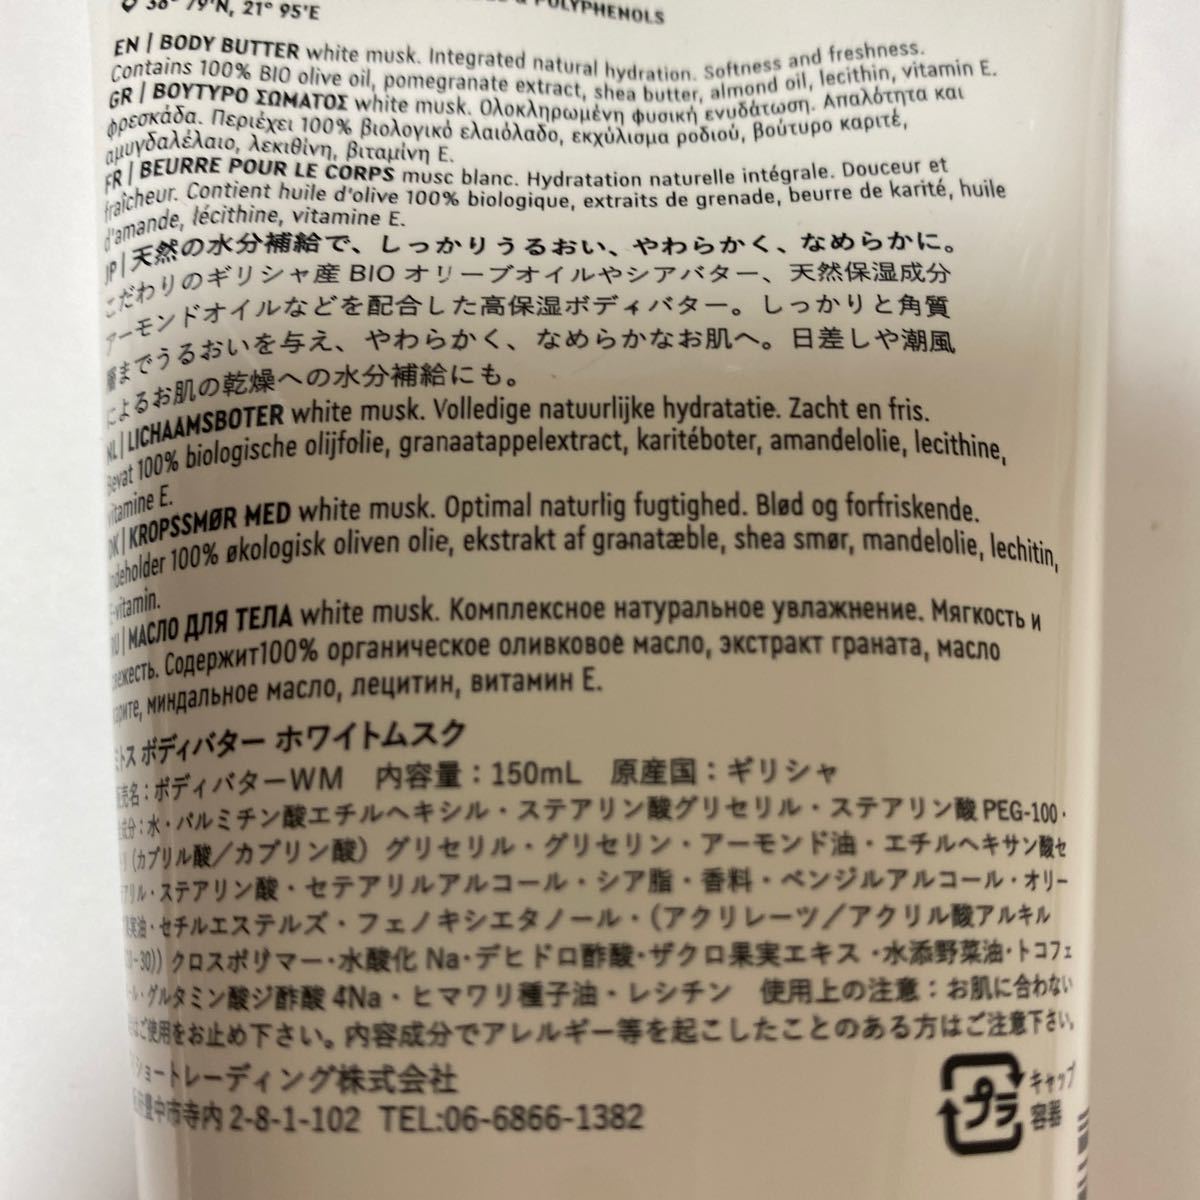 & POLYPHENOLS
38° 79'N, 21° 95'E
EN | BODY BUTTER white musk. Integrated natural hydration. Softness and freshness.
Contains 100% BIO olive oil, pomegranate extract, shea butter, almond oil, lecithin, vitamin E.
GR | ΒΟΥΤΥΡΟ ΣΩΜΑΤΟΣ white musk. Ολοκληρωμένη φυσική ενυδάτωση. Απαλότητα και
φρεσκάδα. Περιέχει 100% βιολογικό ελαιόλαδο, εκχύλισμα ροδιού, βούτυρο καριτέ,
αμυγδαλέλαιο, λεκιθίνη, βιταμίνη Ε.
FR | BEURRE POUR LE CORPS musc blanc. Hydratation naturelle intégrale. Douceur et
fraîcheur. Contient huile d'olive 100% biologique, extraits de grenade, beurre de karité, huile
d'amande, lécithine, vitamine E.
JP | 天然の水分補給で、しっかりうるおい、やわらかく、なめらかに。
こだわりのギリシャ産 BIO オリーブオイルやシアバター、天然保湿成分
アーモンドオイルなどを配合した高保湿ボディバター。しっかりと角質
層までうるおいを与え、やわらかく、なめらかなお肌へ。日差しや潮風
によるお肌の乾燥への水分補給にも。
NL | LICHAAMSBOTER white musk. Volledige natuurlijke hydratatie. Zacht en fris.
Bevat 100% biologische olijfolie, granaatappelextract, karitéboter, amandelolie, lecithine,
vitamine E.
DK | KROPSSMØR MED white musk. Optimal naturlig fugtighed. Blød og forfriskende.
ndeholder 100% økologisk oliven olie, ekstrakt af granatæble, shea smør, mandelolie, lechitin,
E-vitamin.
RU | МАСЛО ДЛЯ ТЕЛА white musk. Комплексное натуральное увлажнение. Мягкость и
свежесть. Содержит100% органическое оливковое масло, экстракт граната, масло
карите, миндальное масло, лецитин, витамин Е.
ミトス ボディバター ホワイトムスク
販売名：ボディバターWM 内容量：150mL 原産国：ギリシャ
成分：水・パルミチン酸エチルヘキシル・ステアリン酸グリセリル・ステアリン酸 PEG-100・
リ（カプリル酸／カプリン酸）グリセリル・グリセリン・アーモンド油・エチルヘキサン酸セ
テアリル・ステアリン酸・セテアリルアルコール・シア脂・香料・ベンジルアルコール・オリー
果実油・セチルエステルズ・フェノキシエタノール・（アクリレーツ／アクリル酸アルキル
0-30)) クロスポリマー・水酸化 Na・デヒドロ酢酸・ザクロ果実エキス・水添野菜油・トコフェ
ール・グルタミン酸ジ酢酸 4Na・ヒマワリ種子油・レシチン 使用上の注意：お肌に合わない
はご使用をお止め下さい。内容成分でアレルギー等を起こしたことのある方はご注意下さい。
ショートレーディング株式会社
豊中市寺内 2-8-1-102 TEL:06-6866-1382
プラ
キャップ
容器